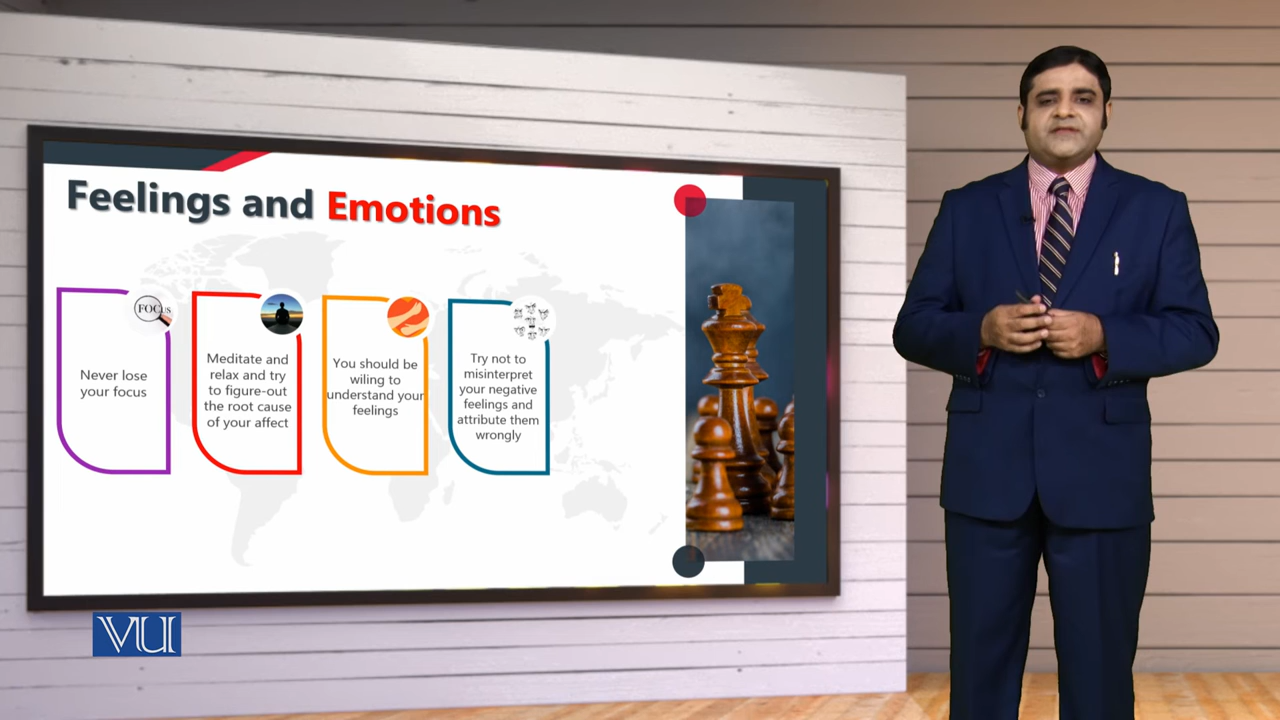 Feelings and Emotions
FOCUS
Never lose
your focus
Meditate and
relax and try
to figure-out
the root cause
of your affect
You should be
wiling to
understand your
feelings
Try not to
misinterpret
your negative
feelings and
attribute them
wrongly
VU